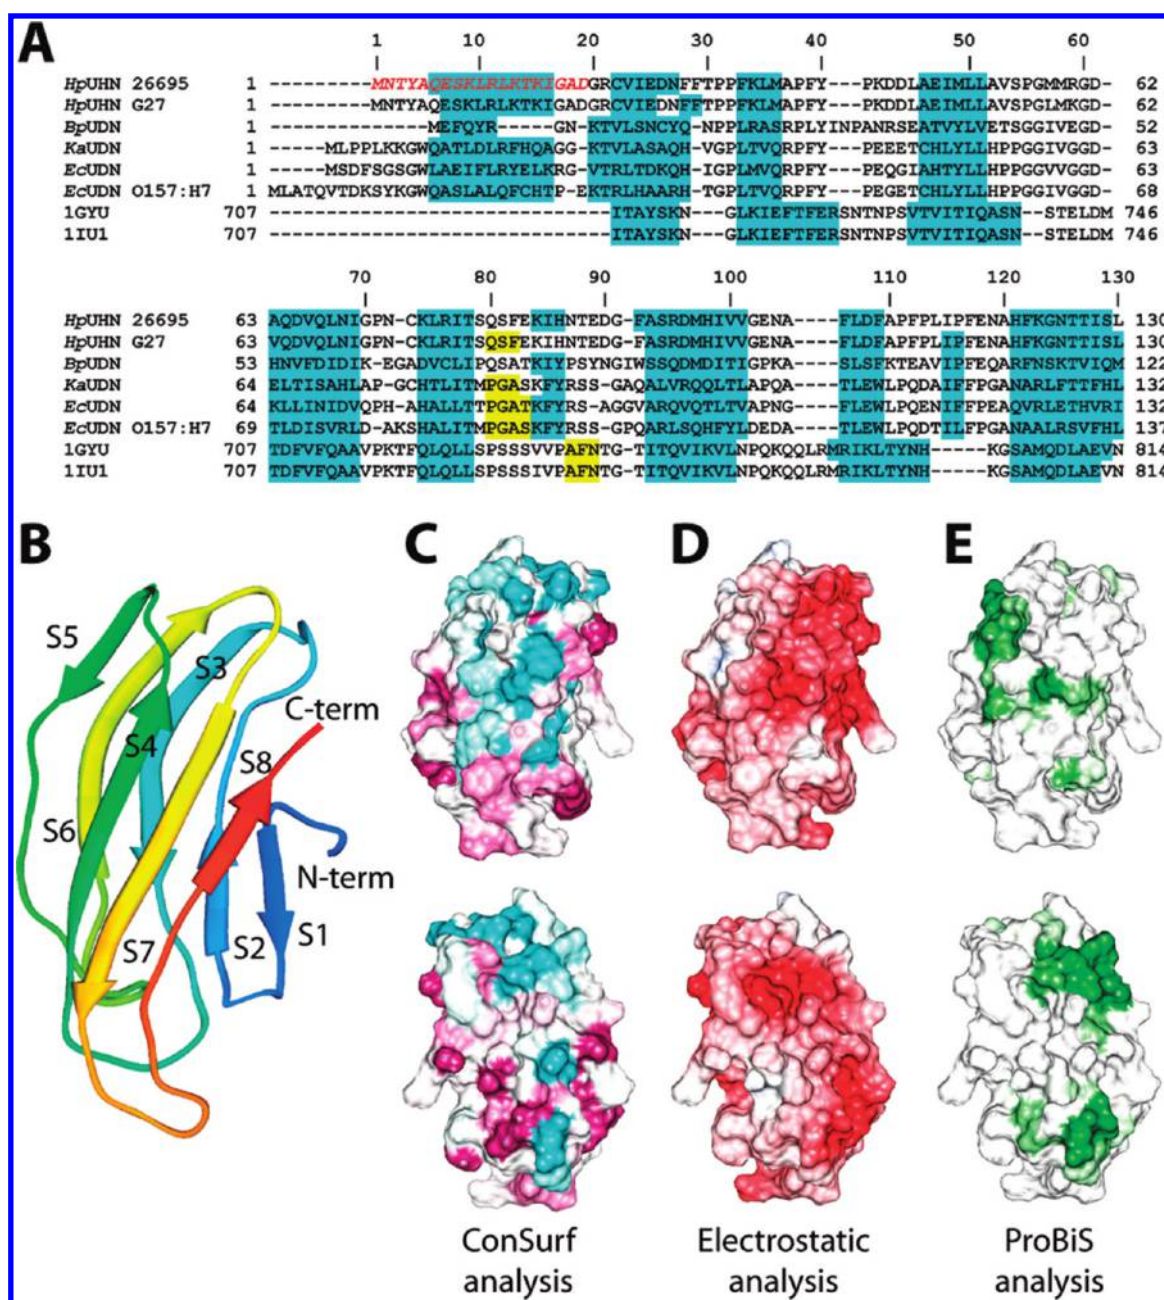 A
1 10 20 30 40 50 60
HpUHN 26695 1 -------MNTYAQESKLRLKTKIGADGRCVIEDNFFTPPFKLMAPFY---PKDDLAEIMLLAVSPGMMRGD- 62
HpUHN G27 1 -------MNTYAQESKLRLKTKIGADGRCVIEDNFFTPPFKLMAPFY---PKDDLAEIMLLAVSPGLMKGD- 62
BpUDN 1 -----------MEFQYR-----GN-KTVLSNCYQ-NPPLRASRPLYINPANRSEATVYLVETSGGIVEGD- 52
KaUDN 1 ----MLPPLKKGWQATLDLRFHQAGG-KTVLASAQH-VGPLTVQRPFY---PEEETCHLYLLHPPGGIVGGD- 63
EcUDN 1 ----MSDFSGSGWLAEIFLRYELKRG-VTRLTDKQH-IGPLMVQRPFY---PEQGITCHLYLLHPPGGIVGGD- 63
EcUDN O157:H7 1 MLATQVTDKSYKGWQASLALQFCHTP-EKTRLHAARH-TGPLTVQRPFY---PEGETCHLYLLHPPGGVVGGD- 68
1GYU 707 ----------------------ITAYSKN---GLKIEFTFERSNTNPSVTVITIQASN--STELDM 746
1IU1 707 ----------------------ITAYSKN---GLKIEFTFERSNTNPSVTVITIQASN--STELDM 746
70 80 90 100 110 120 130
HpUHN 26695 63 AQDVQLNIGPN-CKLRITSQSFEKIHNTEDG-FASRDMHIVVGENA----FLDFAPFPLIPFENAHFKGNTTISL 130
HpUHN G27 63 VQDVQLNIGPN-CKLRITSQSFEKIHNTEDG-FASRDMHIVVGENA----FLDFAPFPLIPFENAHFKGNTTISL 130
BpUDN 53 HNVFDIDIK-EGADVCLIPQSATKIYPSYNGIWSSQDMDITIGPKA----SLSFKTEAVIPFEQARFNSKTVIQM 122
KaUDN 64 ELTISAHLAP-GCHTLITMPGASKFYRSS-GAQALVRQQLTLAPQA----TLEWLPQDAIFFPGANARLFTTFHL 132
EcUDN 64 KLLINIDVQPH-AHALLTTPGATKFYRS-AGGVARQVQTLTVAPNG----FLEWLPQENIFFPEAQVRLETHVRI 132
EcUDN O157:H7 69 TLDISVRLD-AKSHALITMPGASKFYRSS-GPQARLSQHFYLDEDA----TLEWLPQDTIFFPGANAALRSVFHL 137
1GYU 707 TDFVFQAAVPKTFQLQLLSPSSSVVPAFNTG-TITQVIKVLNPQKQQLRMRIKLTYNH-----KGSAMQDLAEVN 814
1IU1 707 TDFVFQAAVPKTFQLQLLSPSSSIVPAFNTG-TITQVIKVLNPQKQQLRMRIKLTYNH-----KGSAMQDLAEVN 814
B C D E
S5
S3
C-term
S4
S8
S6
N-term
S7 S2 S1
ConSurf analysis
Electrostatic analysis
ProBiS analysis